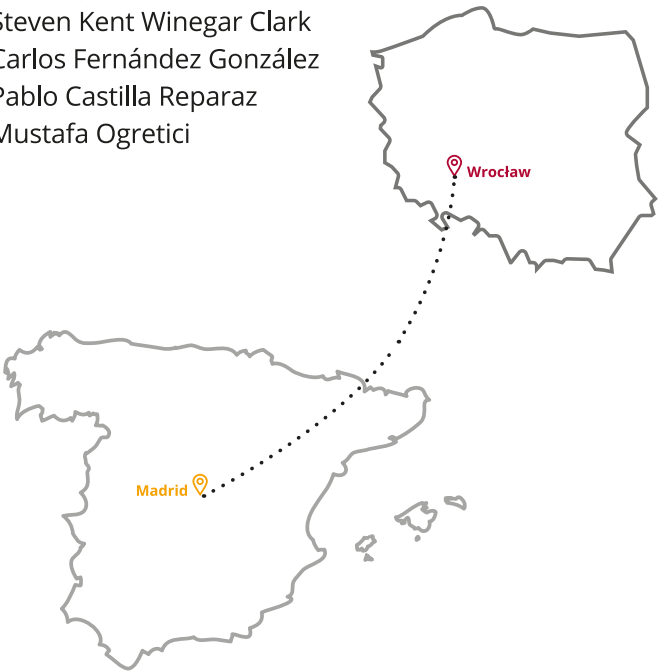 Steven Kent Winegar Clark
Carlos Fernández González
Pablo Castilla Reparaz
Mustafa Ogretici
Wrocław
Madrid